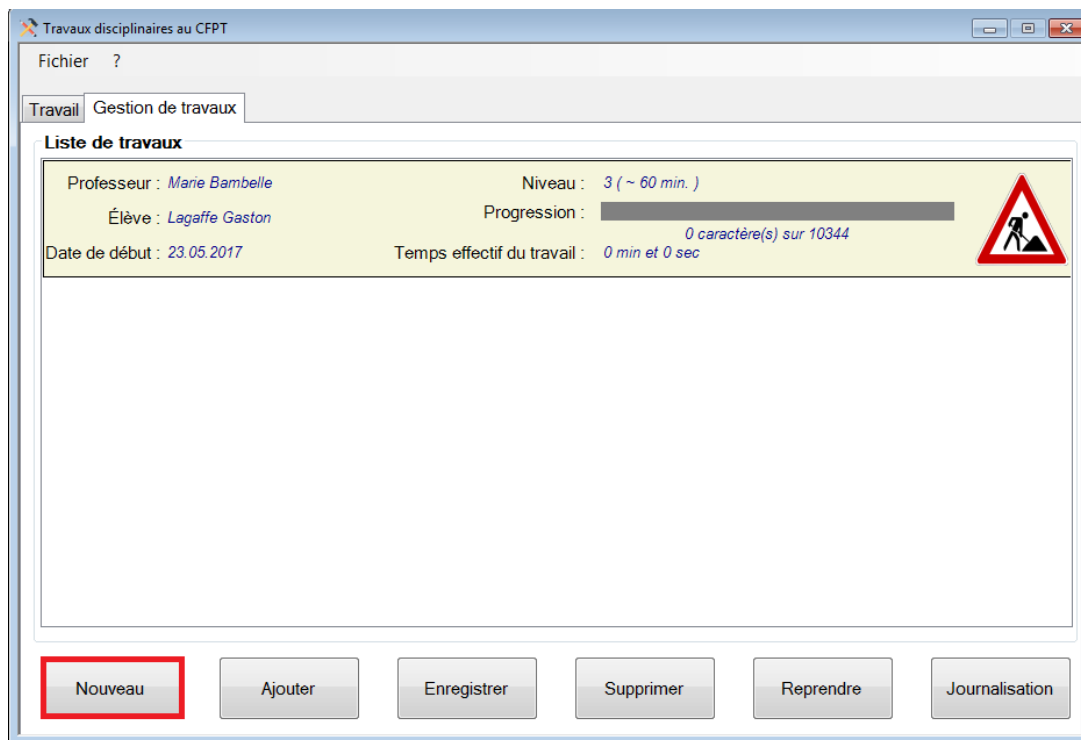 Travaux disciplinaires au CFPT
Fichier ?
Travail Gestion de travaux
Liste de travaux
Professeur : Marie Bambelle Niveau : 3 ( ~ 60 min. )
Élève : Lagaffe Gaston Progression :
0 caractère(s) sur 10344
Date de début : 23.05.2017 Temps effectif du travail : 0 min et 0 sec
Nouveau Ajouter Enregistrer Supprimer Reprendre Journalisation